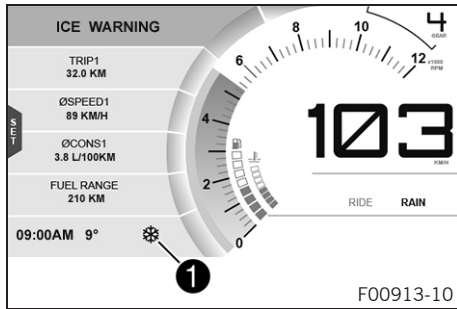 ICE WARNING
TRIP1
32.0 KM
ØSPEED1
89 KM/H
ØCONS1
3.8 L/100KM
FUEL RANGE
210 KM
09:00AM 9°
SET
0
2
4
6
8
10
12
x1000
RPM
4
GEAR
103
KM/H
RIDE RAIN
1
F00913-10